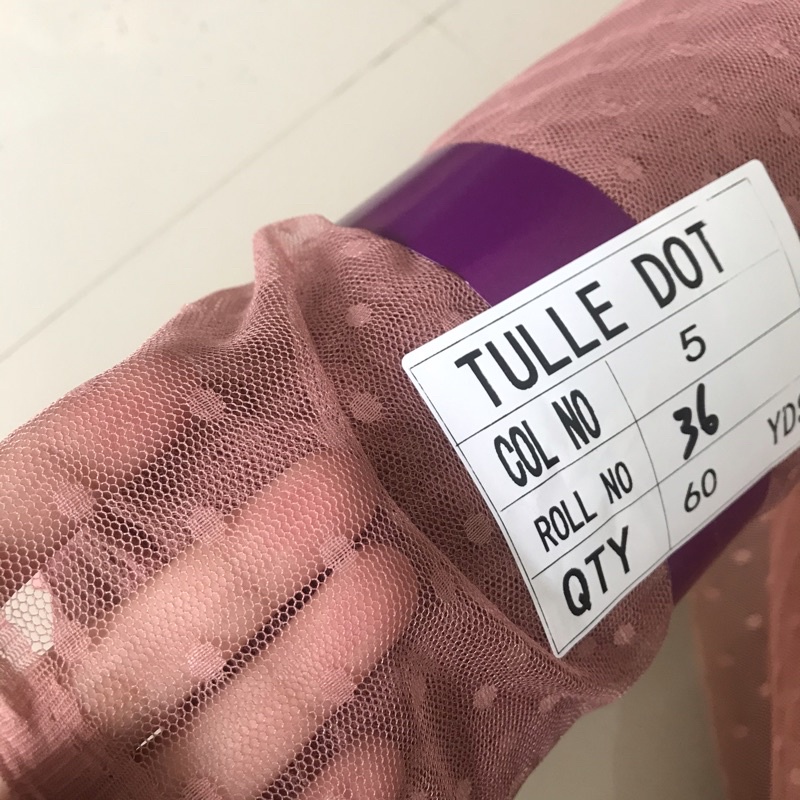 TULLE DOT
COL NO 5
ROLL NO 36
QTY 60 YDS